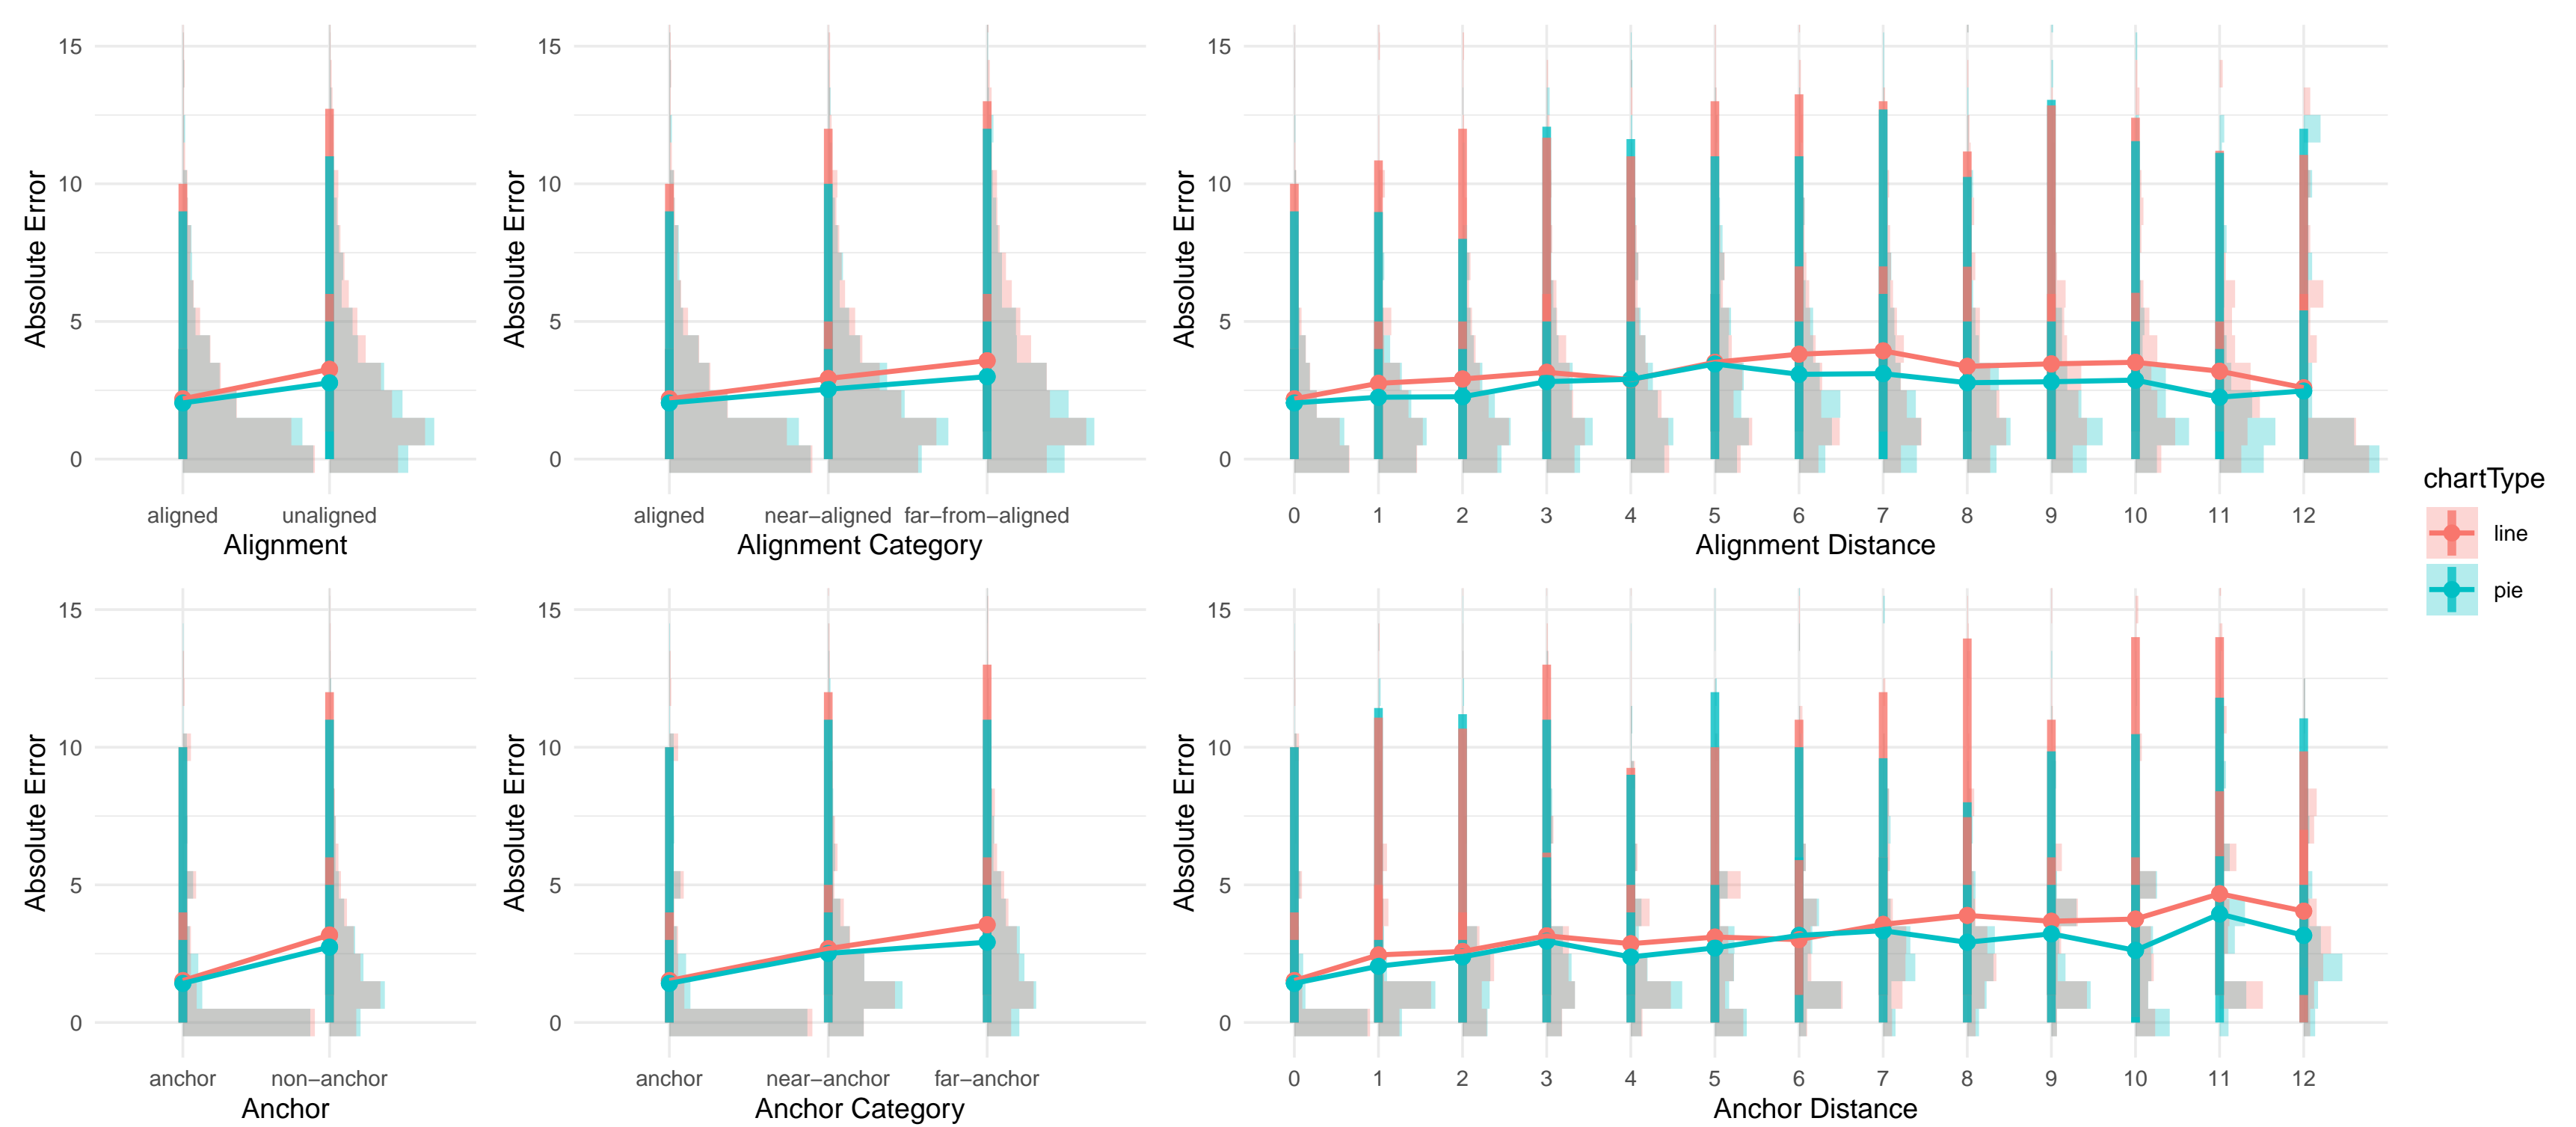 15
10
5
0
Absolute Error
aligned unaligned
Alignment
15
10
5
0
Absolute Error
aligned near-aligned far-from-aligned
Alignment Category
15
10
5
0
Absolute Error
0 1 2 3 4 5 6 7 8 9 10 11 12
Alignment Distance
15
10
5
0
Absolute Error
anchor non-anchor
Anchor
15
10
5
0
Absolute Error
anchor near-anchor far-anchor
Anchor Category
15
10
5
0
Absolute Error
0 1 2 3 4 5 6 7 8 9 10 11 12
Anchor Distance
chartType
line
pie